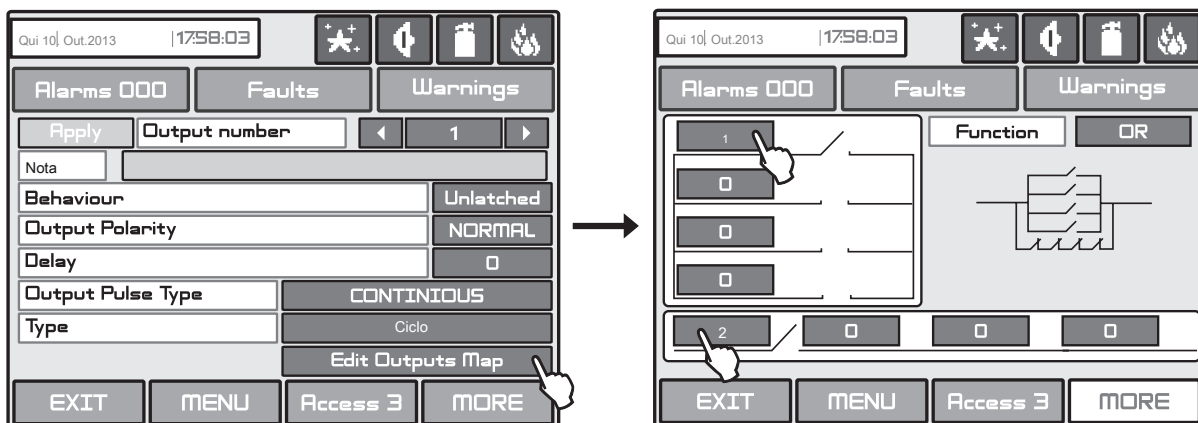 Qui 10, Out.2013 17:58:03
Alarms 000 Faults Warnings
Apply Output number 1
Nota
Behaviour Unlatched
Output Polarity NORMAL
Delay 0
Output Pulse Type CONTINIOUS
Type Ciclo
Edit Outputs Map
EXIT MENU Access 3 MORE
Qui 10, Out.2013 17:58:03
Alarms 000 Faults Warnings
1 Function OR
0
0
0
2 0 0 0
EXIT MENU Access 3 MORE